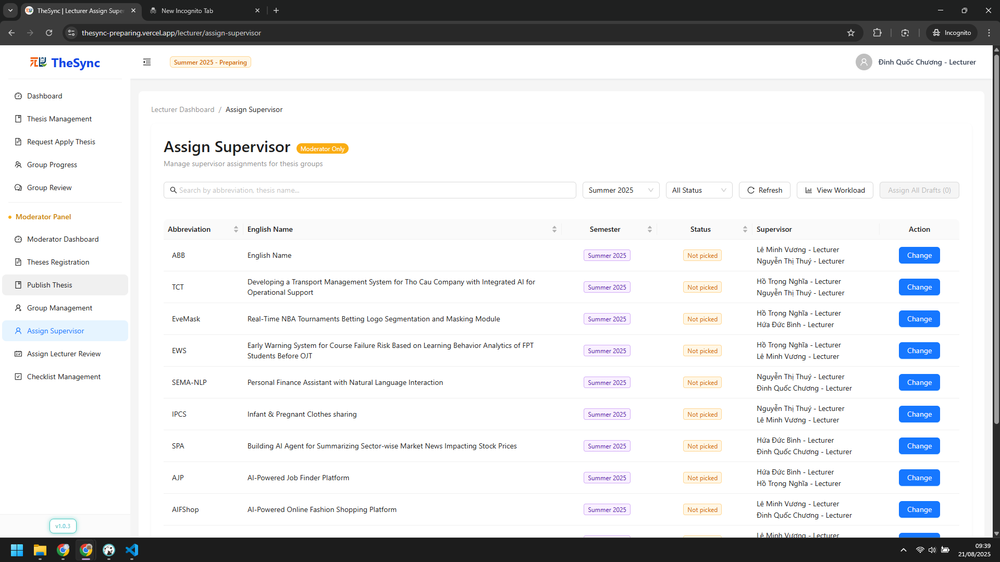 TheSync | Lecturer Assign Supe
New Incognito Tab
thesync-preparing.vercel.app/lecturer/assign-supervisor
Incognito
TheSync
Summer 2025 - Preparing
Đinh Quốc Chương - Lecturer
Dashboard
Thesis Management
Request Apply Thesis
Group Progress
Group Review
Moderator Panel
Moderator Dashboard
Theses Registration
Publish Thesis
Group Management
Assign Supervisor
Assign Lecturer Review
Checklist Management
v1.0.3
Lecturer Dashboard / Assign Supervisor
Assign Supervisor Moderator Only
Manage supervisor assignments for thesis groups
Search by abbreviation, thesis name... Summer 2025 All Status Refresh View Workload Assign All Drafts (0)
Abbreviation English Name Semester Status Supervisor Action
ABB English Name Summer 2025 Not picked Lê Minh Vương - Lecturer Change
Nguyễn Thị Thuý - Lecturer
TCT Developing a Transport Management System for Tho Cau Company with Integrated AI for Summer 2025 Not picked Hồ Trọng Nghĩa - Lecturer Change
Operational Support Nguyễn Thị Thuý - Lecturer
EveMask Real-Time NBA Tournaments Betting Logo Segmentation and Masking Module Summer 2025 Not picked Hồ Trọng Nghĩa - Lecturer Change
Hứa Đức Bình - Lecturer
EWS Early Warning System for Course Failure Risk Based on Learning Behavior Analytics of FPT Summer 2025 Not picked Hồ Trọng Nghĩa - Lecturer Change
Students Before OJT Lê Minh Vương - Lecturer
SEMA-NLP Personal Finance Assistant with Natural Language Interaction Summer 2025 Not picked Nguyễn Thị Thuý - Lecturer Change
Đinh Quốc Chương - Lecturer
IPCS Infant & Pregnant Clothes sharing Summer 2025 Not picked Nguyễn Thị Thuý - Lecturer Change
Lê Minh Vương - Lecturer
SPA Building AI Agent for Summarizing Sector-wise Market News Impacting Stock Prices Summer 2025 Not picked Hứa Đức Bình - Lecturer Change
Đinh Quốc Chương - Lecturer
AJP AI-Powered Job Finder Platform Summer 2025 Not picked Hứa Đức Bình - Lecturer Change
Hồ Trọng Nghĩa - Lecturer
AIFShop AI-Powered Online Fashion Shopping Platform Summer 2025 Not picked Lê Minh Vương - Lecturer Change
Đinh Quốc Chương - Lecturer
Lê Minh Vương - Lecturer
09:39
21/08/2025